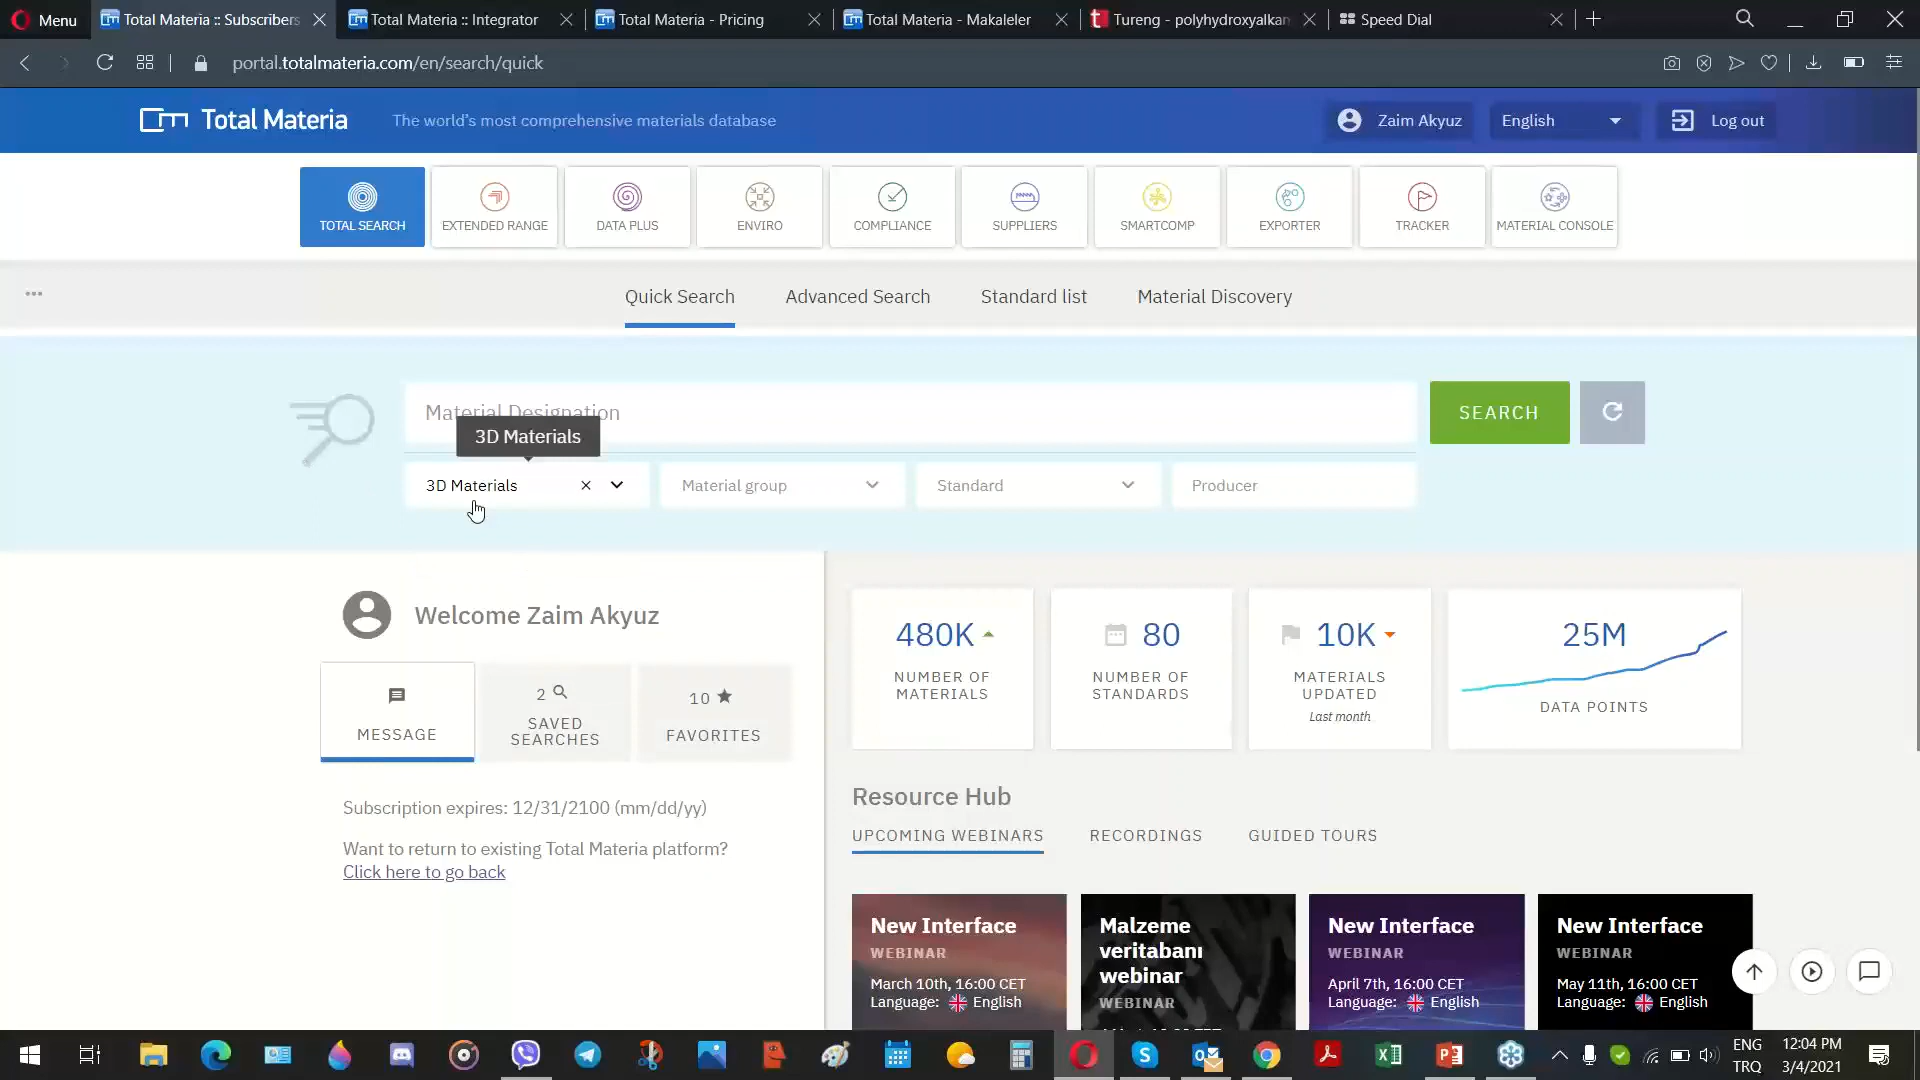 Menu
Total Materia :: Subscribers
Total Materia :: Integrator
Total Materia - Pricing
Total Materia - Makaleler
Tureng - polyhydroxyalkan
Speed Dial
portal.totalmateria.com/en/search/quick
Total Materia
The world's most comprehensive materials database
Zaim Akyuz
English
Log out
TOTAL SEARCH
EXTENDED RANGE
DATA PLUS
ENVIRO
COMPLIANCE
SUPPLIERS
SMARTCOMP
EXPORTER
TRACKER
MATERIAL CONSOLE
Quick Search
Advanced Search
Standard list
Material Discovery
Material Designation
SEARCH
3D Materials
3D Materials
Material group
Standard
Producer
Welcome Zaim Akyuz
MESSAGE
2
SAVED
SEARCHES
10
FAVORITES
Subscription expires: 12/31/2100 (mm/dd/yy)
Want to return to existing Total Materia platform?
Click here to go back
480K
NUMBER OF
MATERIALS
80
NUMBER OF
STANDARDS
10K
MATERIALS
UPDATED
Last month
25M
DATA POINTS
Resource Hub
UPCOMING WEBINARS
RECORDINGS
GUIDED TOURS
New Interface
WEBINAR
March 10th, 16:00 CET
Language: English
Malzeme
veritabanı
webinar
WEBINAR
New Interface
WEBINAR
April 7th, 16:00 CET
Language: English
New Interface
WEBINAR
May 11th, 16:00 CET
Language: English
ENG
TRQ
12:04 PM
3/4/2021